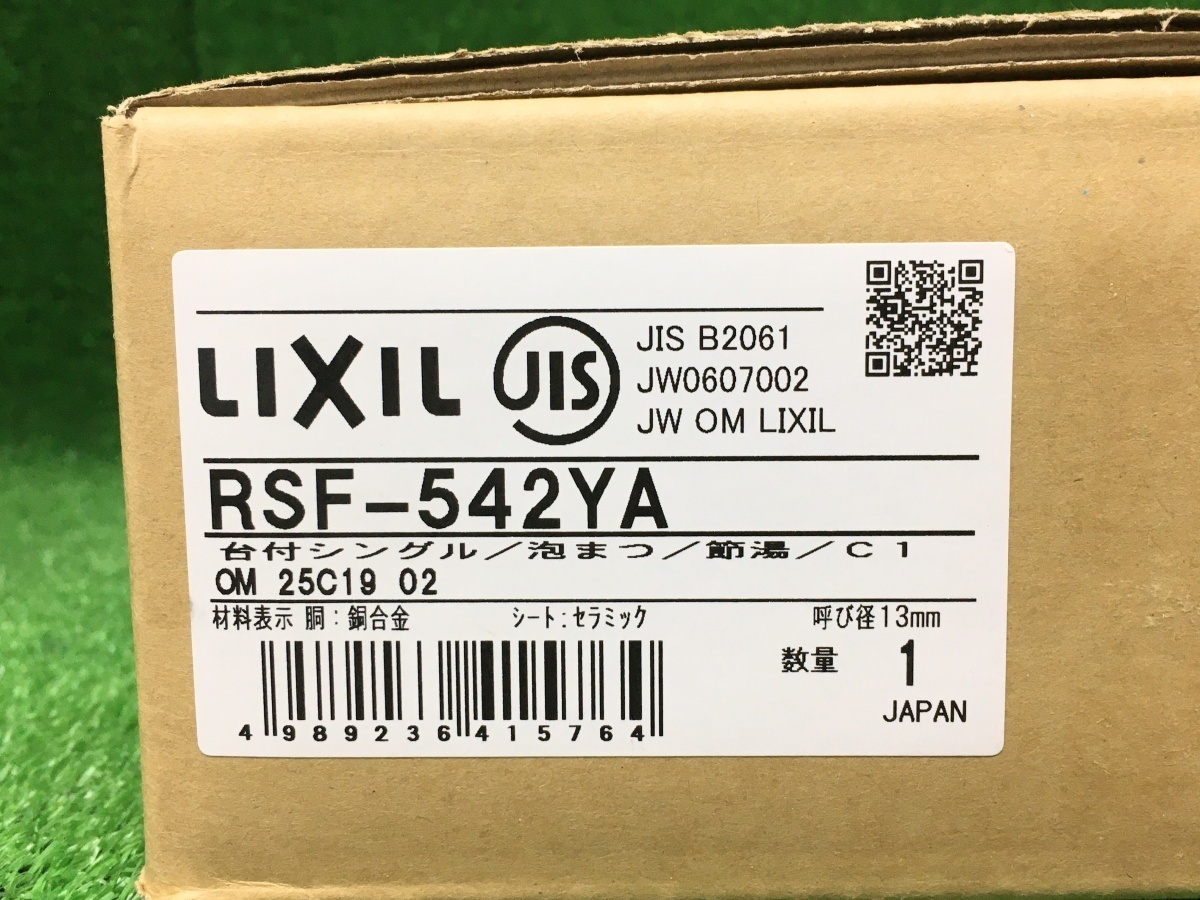 LIXIL JIS JIS B2061
JW0607002
JW OM LIXIL
RSF-542YA
台付シングル/泡まつ/節湯/C1
OM 25C19 02
材料表示 胴:銅合金 シート:セラミック 呼び径13mm
数量 1
JAPAN
4 989236 415764